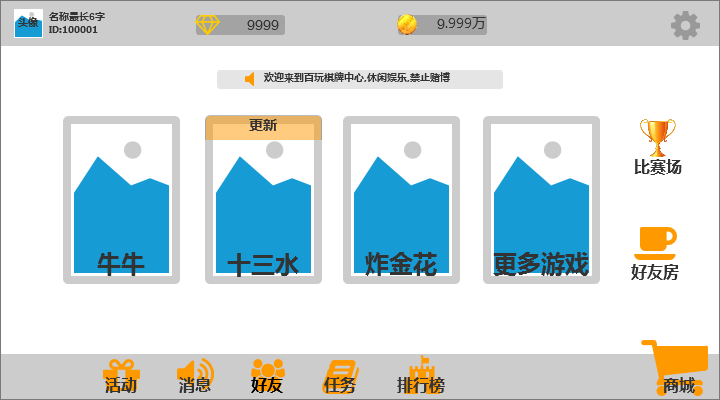 头像
名称最长6字
ID:100001
9999
9.999万
欢迎来到百玩棋牌中心,休闲娱乐,禁止赌博
更新
牛牛
十三水
炸金花
更多游戏
比赛场
好友房
活动
消息
好友
任务
排行榜
商城